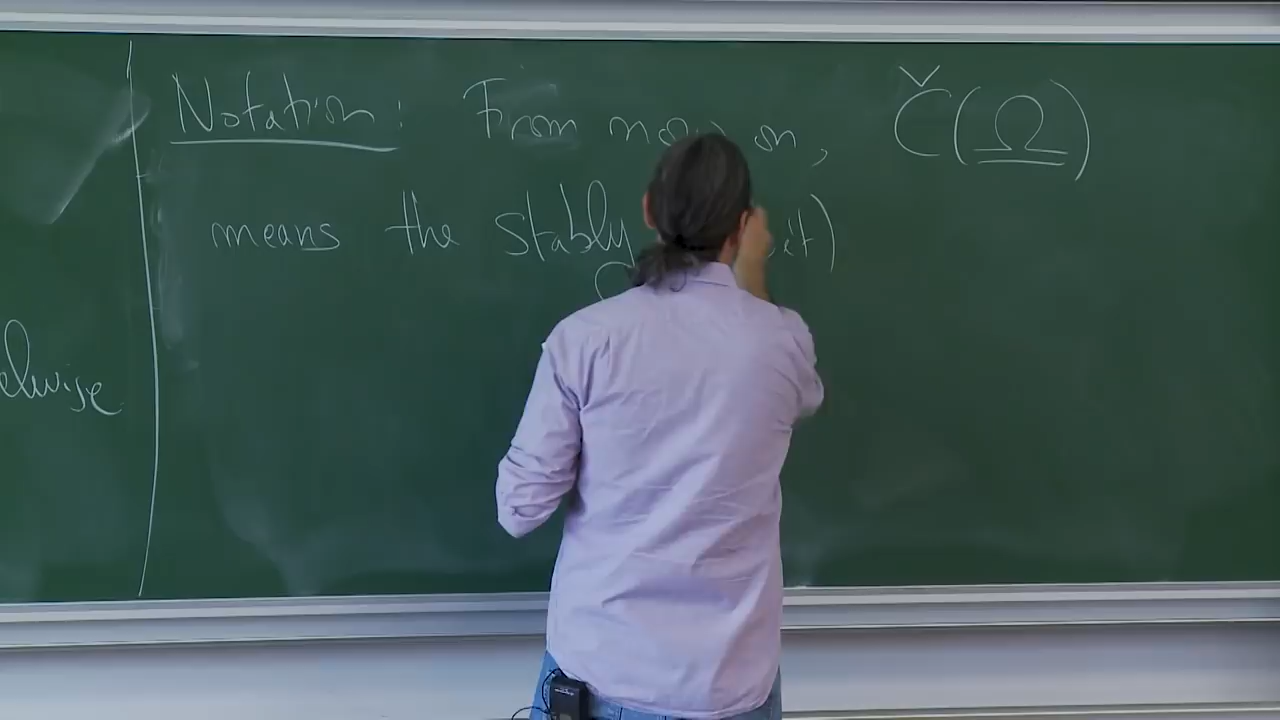 Notation: From now on, Č(Ω)
means the stably
elwise